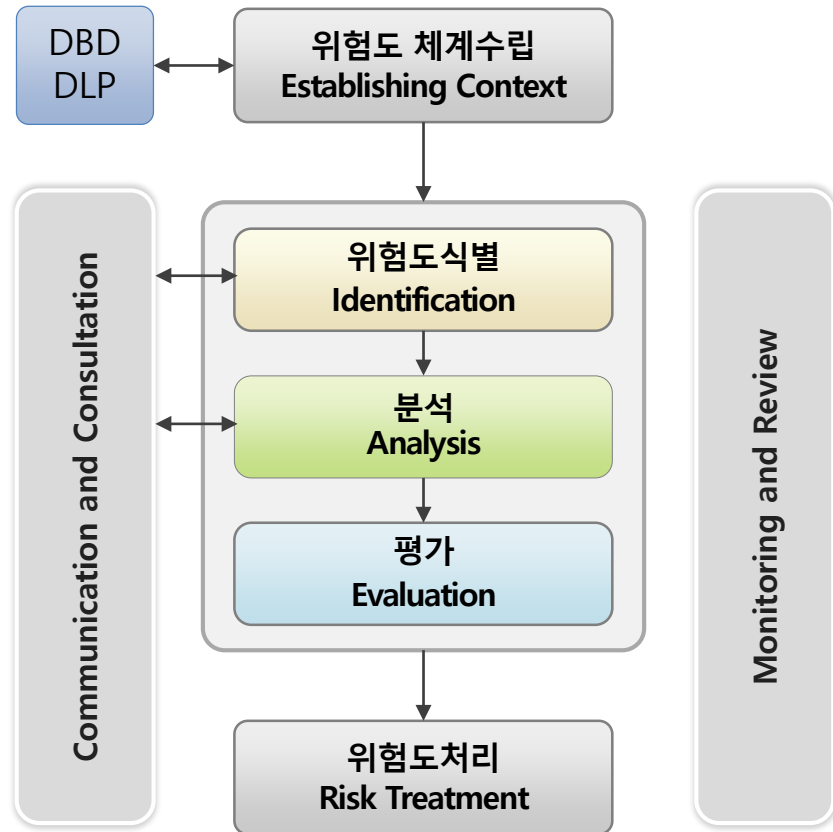 DBD
DLP
위험도 체계수립
Establishing Context
Communication and Consultation
위험도식별
Identification
분석
Analysis
평가
Evaluation
Monitoring and Review
위험도처리
Risk Treatment